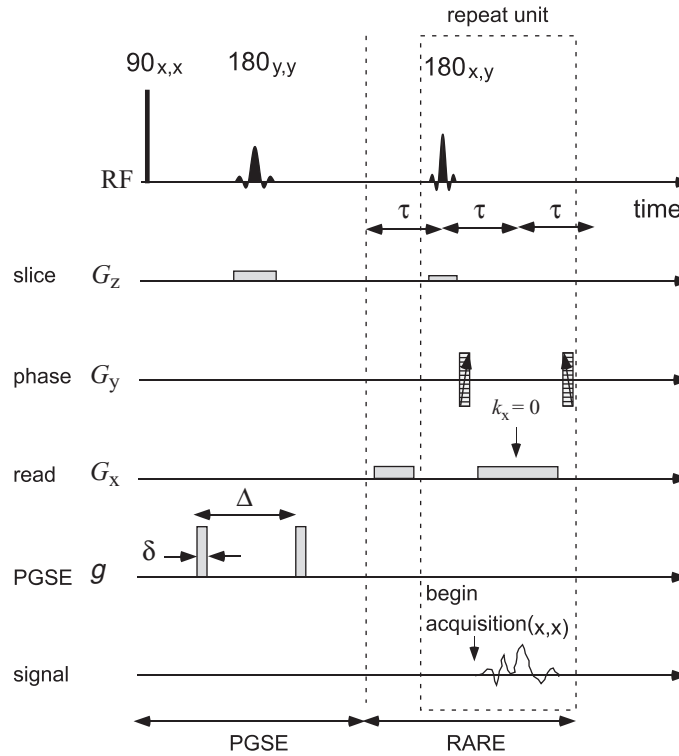 repeat unit
90x,x 180y,y 180x,y
RF
time
τ τ τ
slice Gz
phase Gy
kx = 0
read Gx
Δ
δ
PGSE g
begin
acquisition(x,x)
signal
PGSE RARE